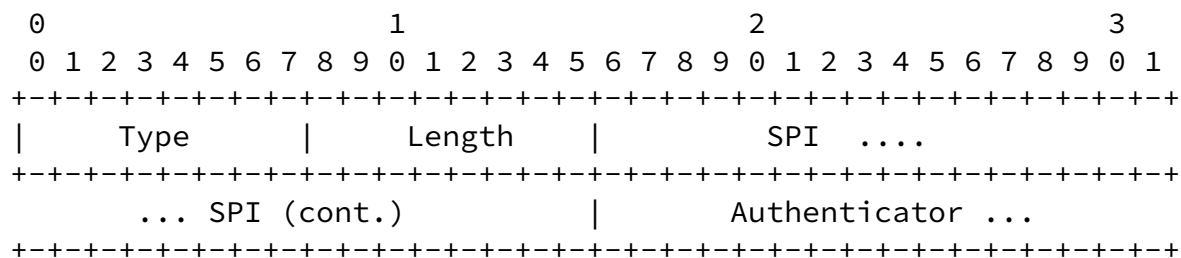 0                   1                   2                   3
 0 1 2 3 4 5 6 7 8 9 0 1 2 3 4 5 6 7 8 9 0 1 2 3 4 5 6 7 8 9 0 1
+-+-+-+-+-+-+-+-+-+-+-+-+-+-+-+-+-+-+-+-+-+-+-+-+-+-+-+-+-+-+-+-+
|      Type     |     Length    |         SPI  ....
+-+-+-+-+-+-+-+-+-+-+-+-+-+-+-+-+-+-+-+-+-+-+-+-+-+-+-+-+-+-+-+-+
       ... SPI (cont.)          |       Authenticator ...
+-+-+-+-+-+-+-+-+-+-+-+-+-+-+-+-+-+-+-+-+-+-+-+-+-+-+-+-+-+-+-+-+